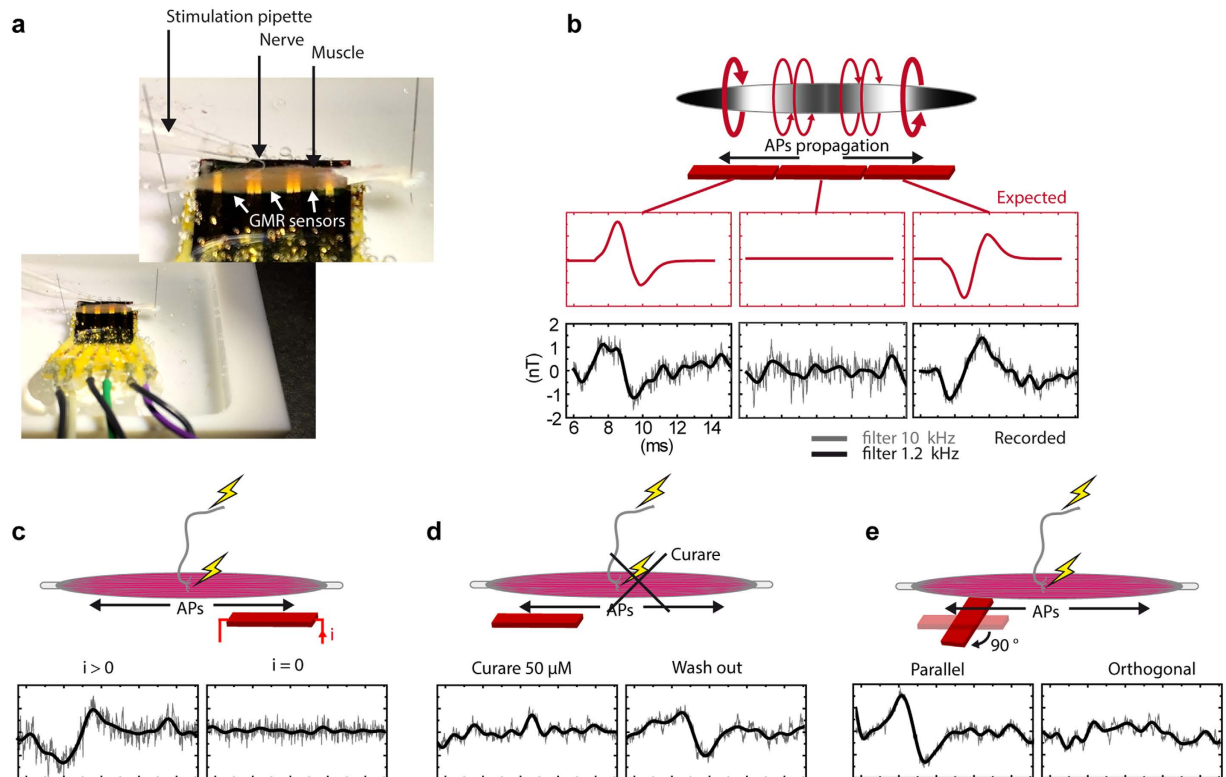 a
Stimulation pipette
Nerve
Muscle
GMR sensors
b
APs propagation
Expected
2
1
0
-1
-2
(nT)
6 8 10 12 14
(ms)
filter 10 kHz
filter 1.2 kHz
Recorded
c
APs
i
i > 0
i = 0
d
Curare
APs
Curare 50 µM
Wash out
e
APs
90 °
Parallel
Orthogonal